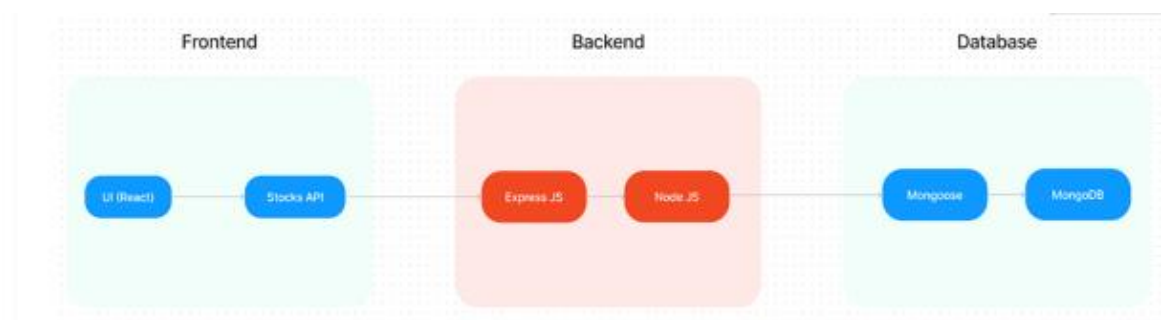 Frontend
Backend
Database
UI (React)
Stocks API
Express JS
Node JS
Mongoose
MongoDB